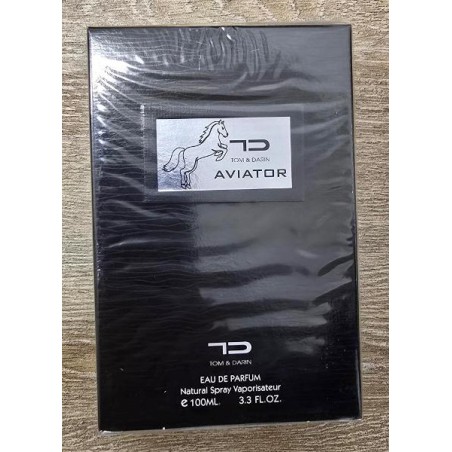 TD
TOM & DARIN
AVIATOR
TD
TOM & DARIN
EAU DE PARFUM
Natural Spray Vaporisateur
e 100ML. 3.3 FL.OZ.